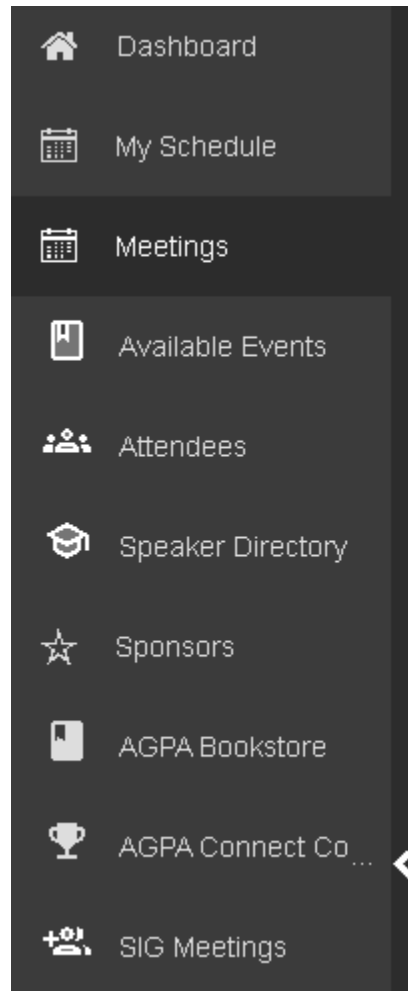 Dashboard
My Schedule
Meetings
Available Events
Attendees
Speaker Directory
Sponsors
AGPA Bookstore
AGPA Connect Co...
SIG Meetings